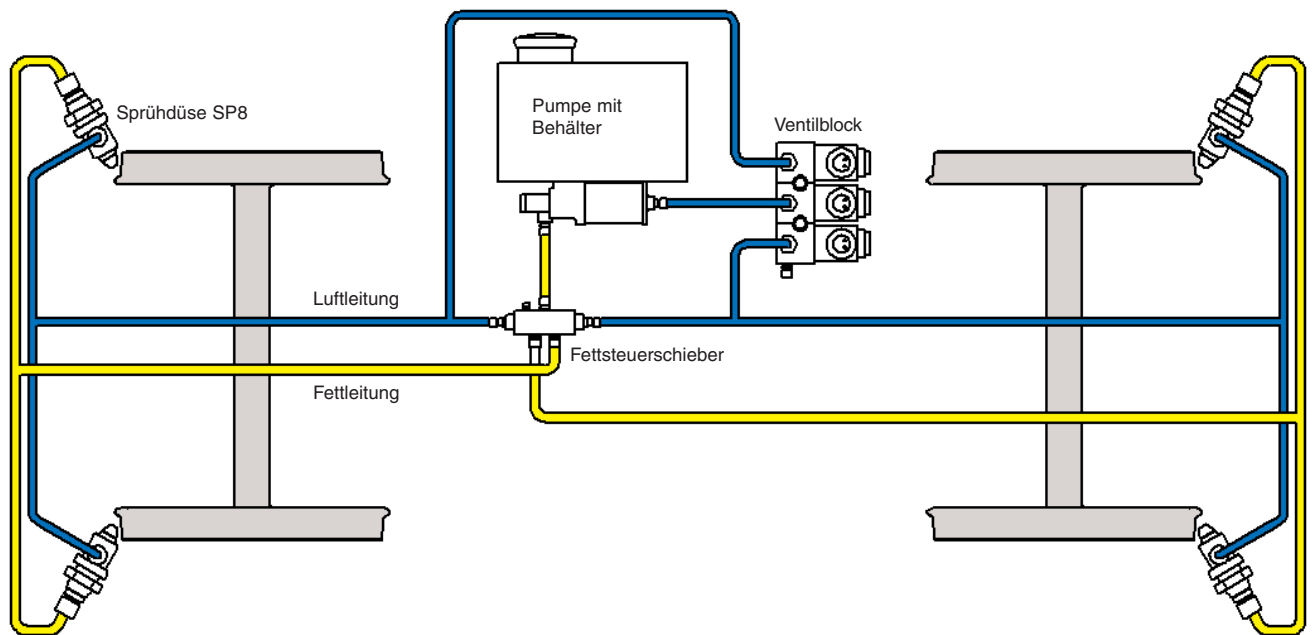 Sprühdüse SP8
Pumpe mit
Behälter
Ventilblock
Luftleitung
Fettsteuerschieber
Fettleitung